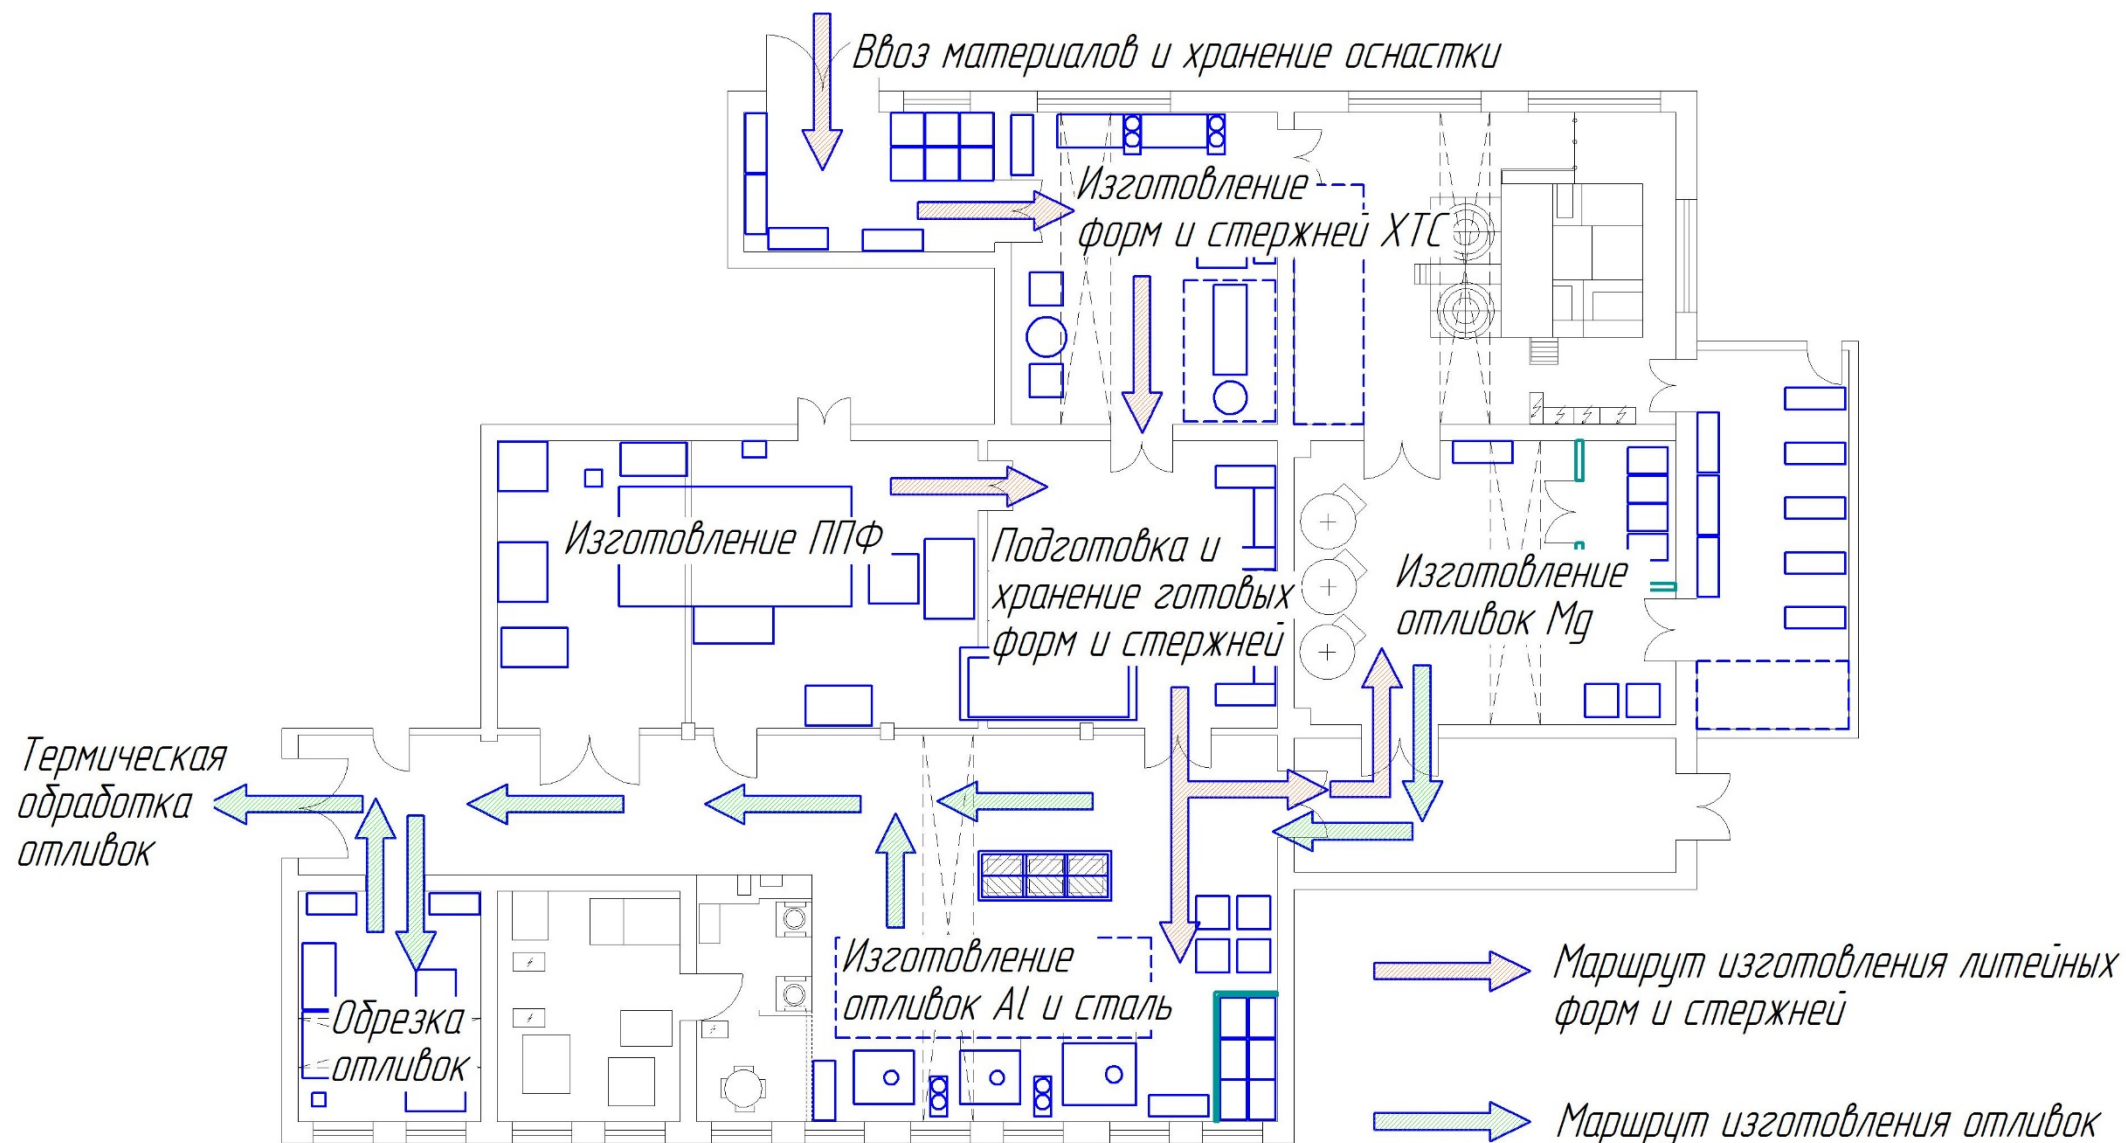 Ввоз материалов и хранение оснастки
Изготовление
форм и стержней ХТС
Изготовление ППФ
Подготовка и
хранение готовых
форм и стержней
Изготовление
отливок Mg
Термическая
обработка
отливок
Изготовление
отливок Al и сталь
Обрезка
отливок
Маршрут изготовления литейных
форм и стержней
Маршрут изготовления отливок